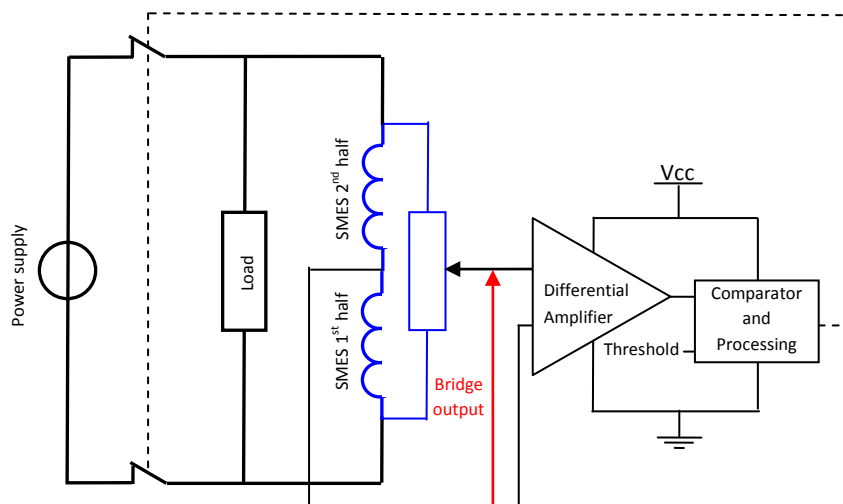 Power supply
Load
SMES 2nd half
SMES 1st half
Bridge
output
Differential
Amplifier
Vcc
Comparator
and
Processing
Threshold